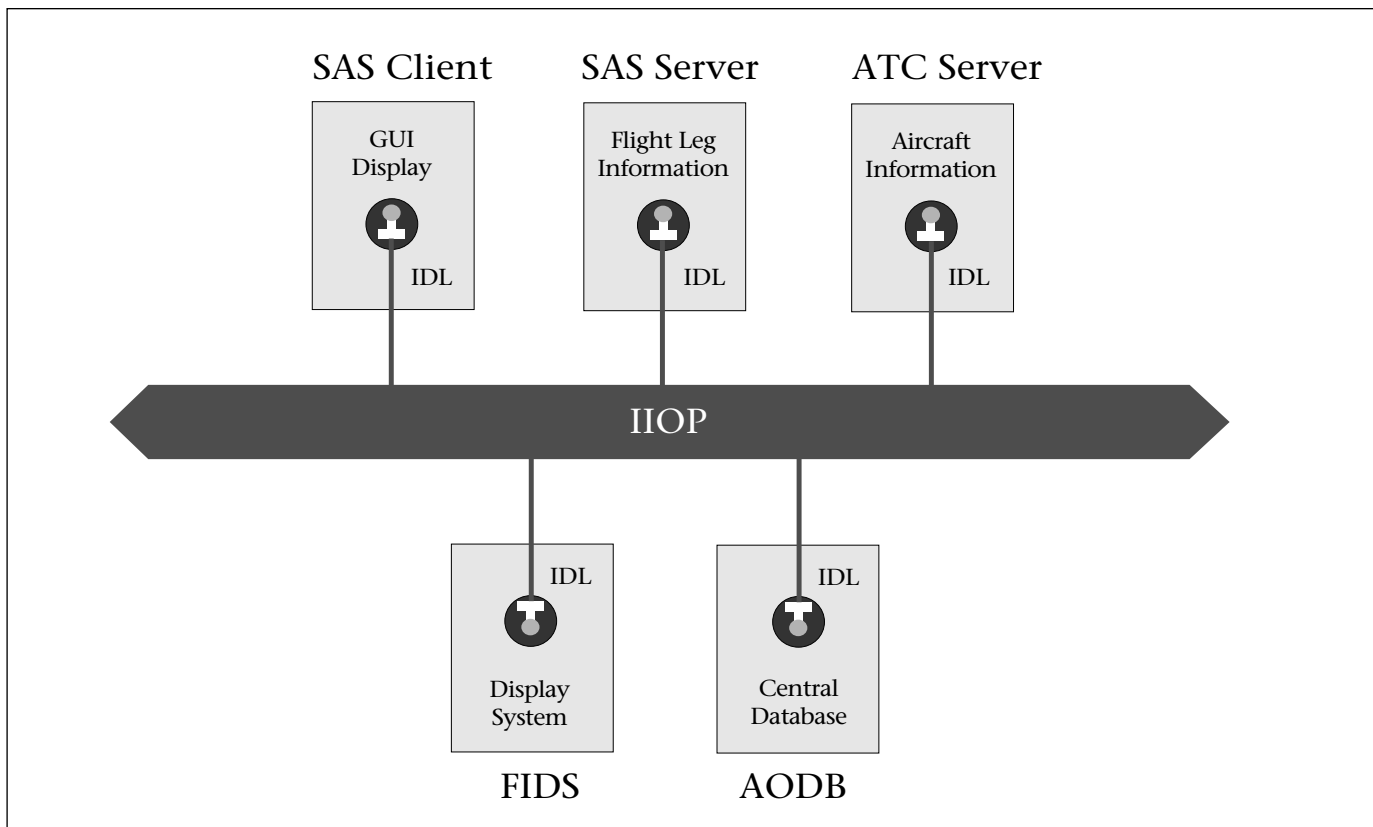 SAS Client
SAS Server
ATC Server
GUI
Display
Flight Leg
Information
Aircraft
Information
IDL
IDL
IDL
IIOP
IDL
IDL
Display
System
Central
Database
FIDS
AODB